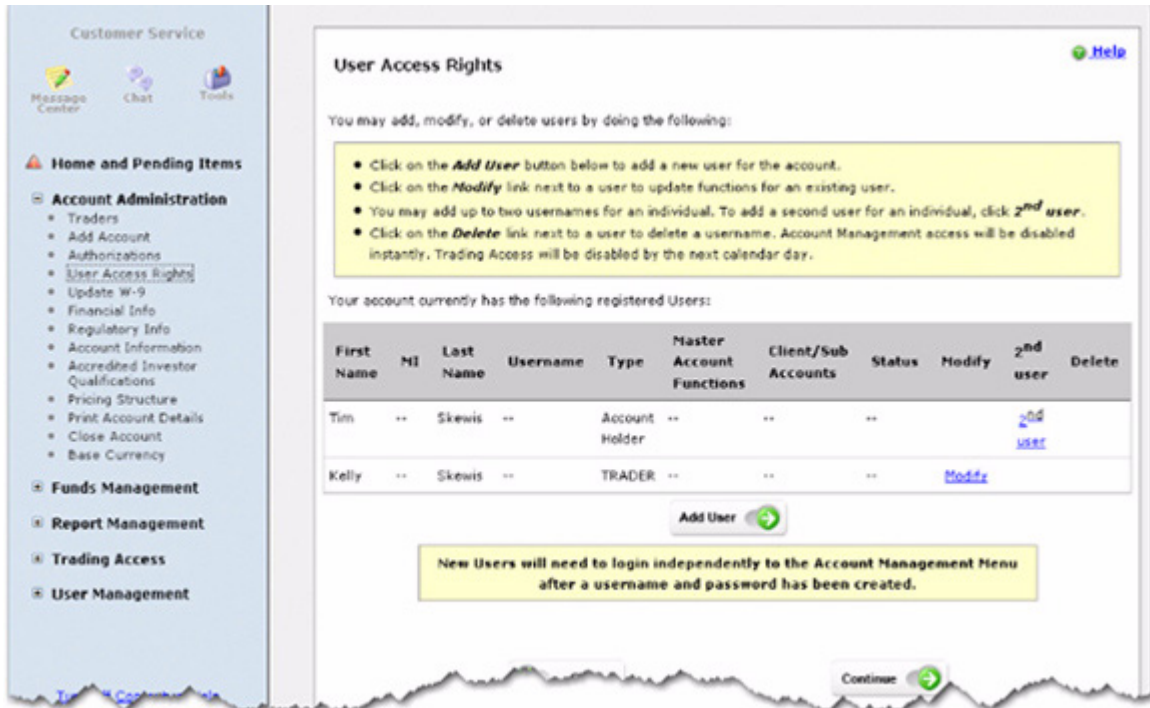 Customer Service
Message Center
Chat
Tools
Home and Pending Items
Account Administration
Traders
Add Account
Authorizations
User Access Rights
Update W-9
Financial Info
Regulatory Info
Account Information
Accredited Investor
Qualifications
Pricing Structure
Print Account Details
Close Account
Base Currency
Funds Management
Report Management
Trading Access
User Management
Help
User Access Rights
You may add, modify, or delete users by doing the following:
Click on the Add User button below to add a new user for the account.
Click on the Modify link next to a user to update functions for an existing user.
You may add up to two usernames for an individual. To add a second user for an individual, click 2nd user.
Click on the Delete link next to a user to delete a username. Account Management access will be disabled
instantly. Trading Access will be disabled by the next calendar day.
Your account currently has the following registered Users:
First Name MI Last Name Username Type Master Account Functions Client/Sub Accounts Status Modify 2nd user Delete
Tim -- Skewis -- Account Holder -- -- -- 2nd user
Kelly -- Skewis -- TRADER -- -- -- Modify
Add User
New Users will need to login independently to the Account Management Menu
after a username and password has been created.
Continue